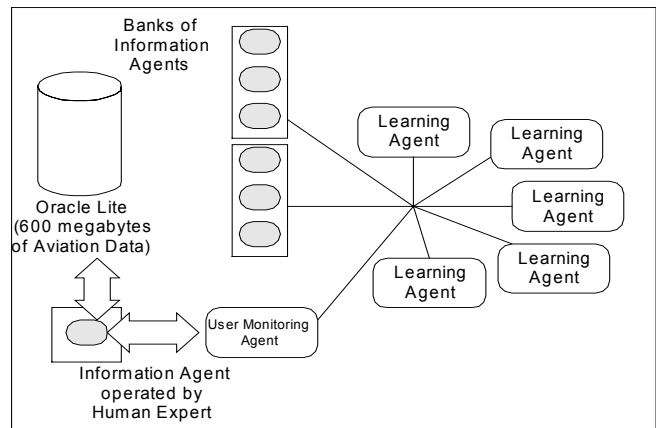 Banks of
Information
Agents
Oracle Lite
(600 megabytes
of Aviation Data)
Learning
Agent
Learning
Agent
Learning
Agent
Learning
Agent
Learning
Agent
User Monitoring
Agent
Information Agent
operated by
Human Expert